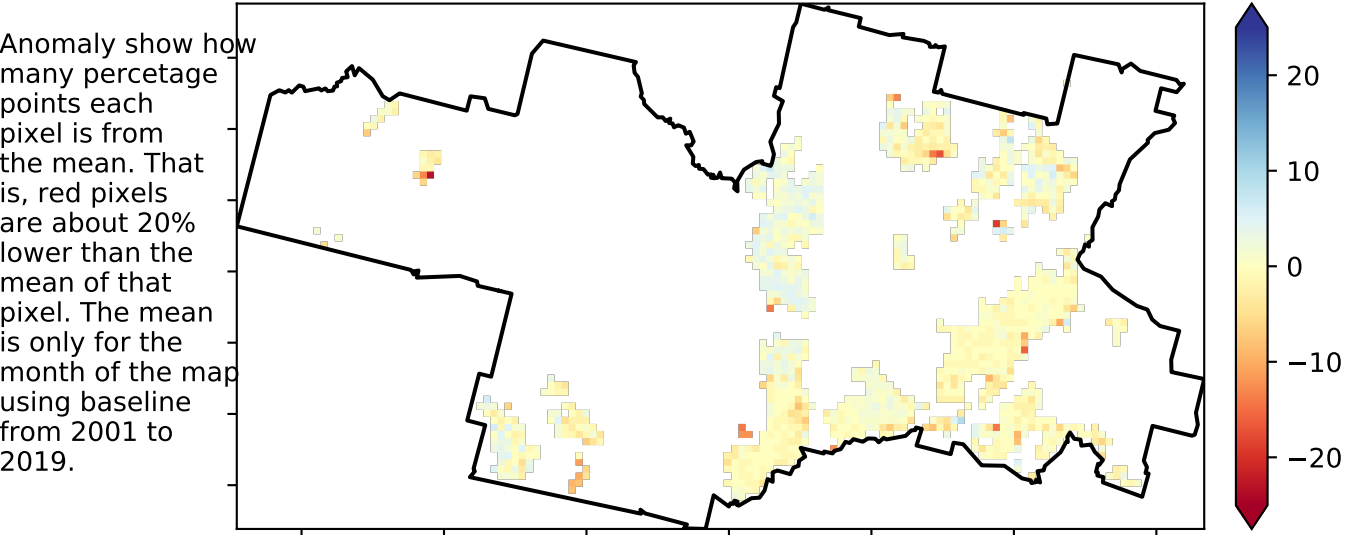 Anomaly show how
many percetage
points each
pixel is from
the mean. That
is, red pixels
are about 20%
lower than the
mean of that
pixel. The mean
is only for the
month of the map
using baseline
from 2001 to
2019.
20
10
0
−10
−20